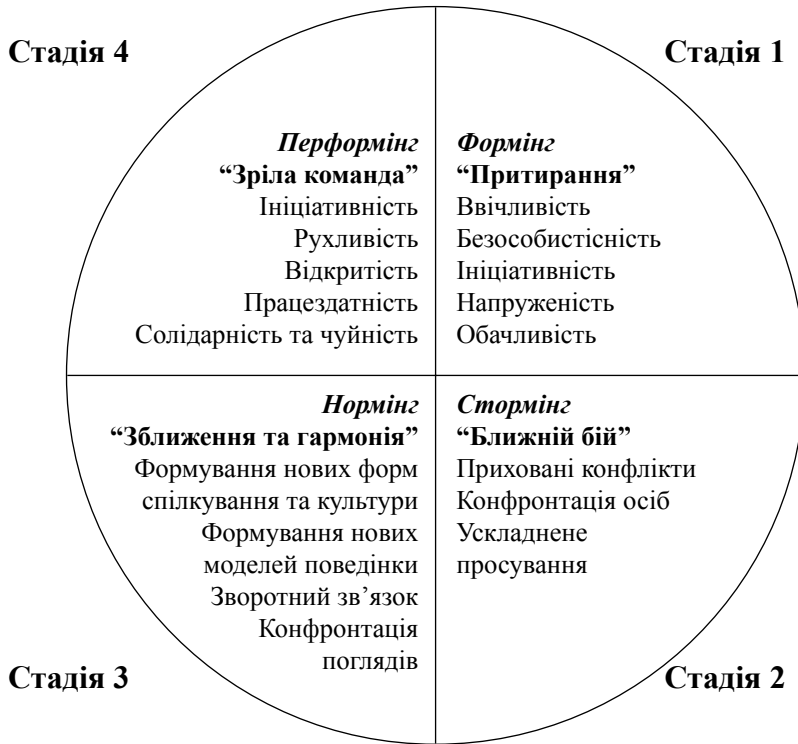 Стадія 4
Перформінг
“Зріла команда”
Ініціативність
Рухливість
Відкритість
Працездатність
Солідарність та чуйність
Стадія 1
Формінг
“Притирання”
Ввічливість
Безособистісність
Ініціативність
Напруженість
Обачливість
Нормінг
“Зближення та гармонія”
Формування нових форм
спілкування та культури
Формування нових
моделей поведінки
Зворотний зв’язок
Конфронтація
поглядів
Стадія 3
Стормінг
“Ближній бій”
Приховані конфлікти
Конфронтація осіб
Ускладнене
просування
Стадія 2